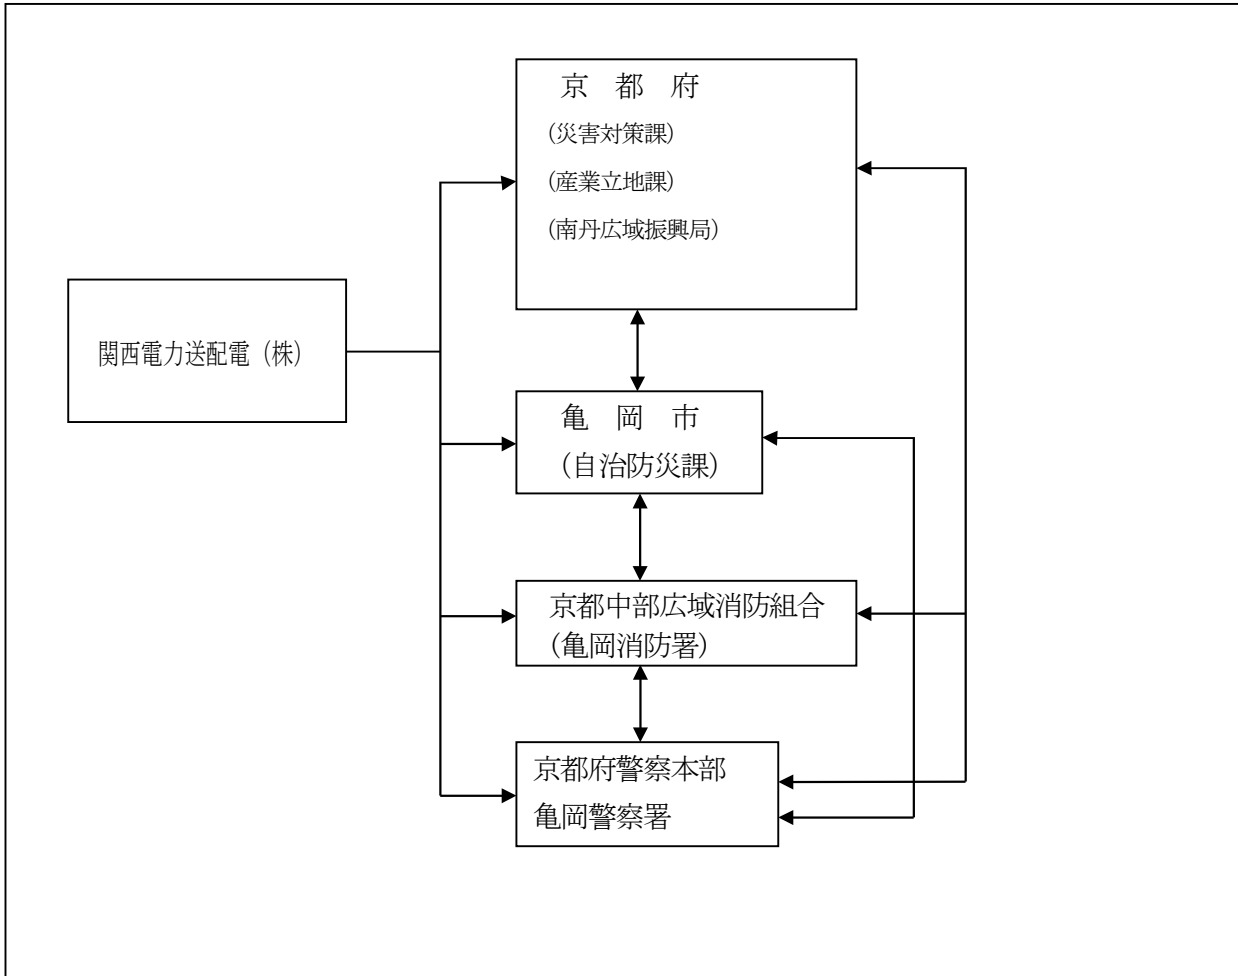 京　都　府
（災害対策課）
（産業立地課）
（南丹広域振興局）
関西電力送配電（株）
亀　岡　市
（自治防災課）
京都中部広域消防組合
（亀岡消防署）
京都府警察本部
亀岡警察署